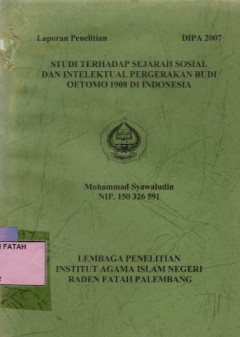 Laporan Penelitian DIPA 2007
STUDI TERHADAP SEJARAH SOSIAL
DAN INTELEKTUAL PERGERAKAN BUDI
OETOMO 1908 DI INDONESIA
Mohammad Syawaludin
NIP. 150 326 591
FATAH
LEMBAGA PENELITIAN
INSTITUT AGAMA ISLAM NEGERI
RADEN FATAH PALEMBANG